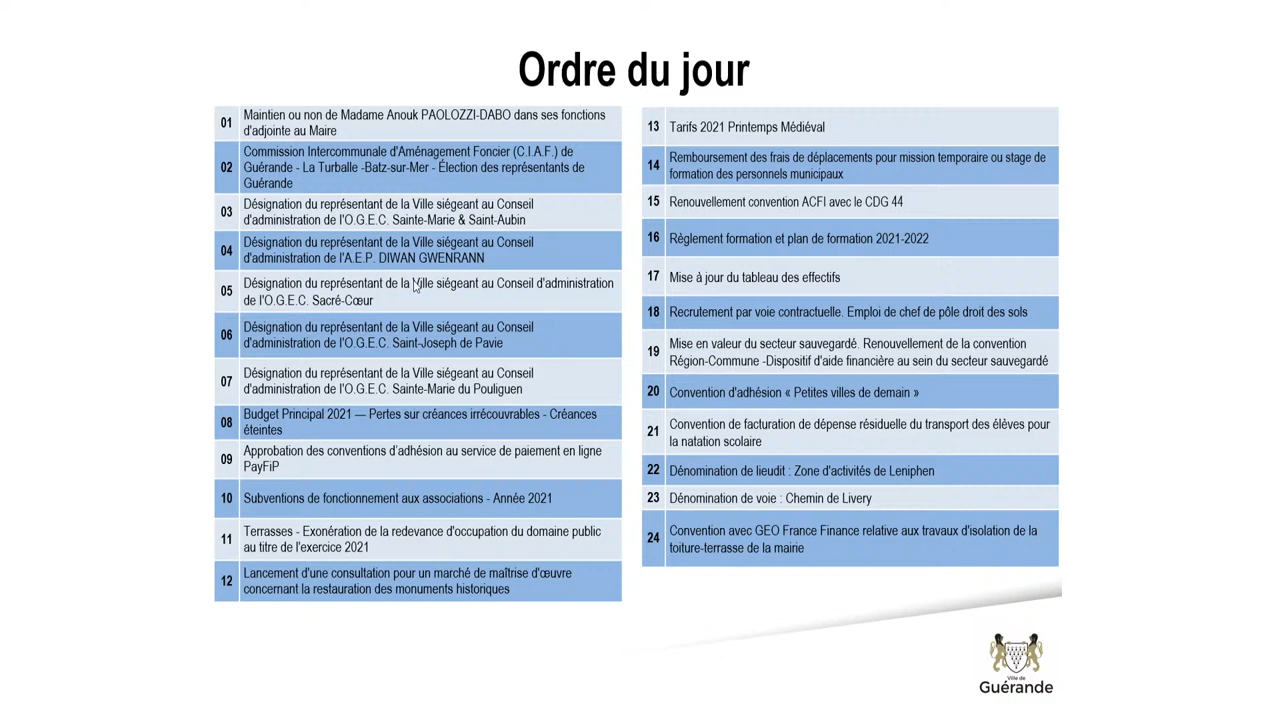 Ordre du jour
01 Maintien ou non de Madame Anouk PAOLOZZI-DABO dans ses fonctions
d'adjointe au Maire
02 Commission Intercommunale d'Aménagement Foncier (C.I.A.F.) de
Guérande - La Turballe -Batz-sur-Mer - Élection des représentants de
Guérande
03 Désignation du représentant de la Ville siégeant au Conseil
d'administration de l'O.G.E.C. Sainte-Marie & Saint-Aubin
04 Désignation du représentant de la Ville siégeant au Conseil
d'administration de l'A.E.P. DIWAN GWENRANN
05 Désignation du représentant de la Ville siégeant au Conseil d'administration
de l'O.G.E.C. Sacré-Cœur
06 Désignation du représentant de la Ville siégeant au Conseil
d'administration de l'O.G.E.C. Saint-Joseph de Pavie
07 Désignation du représentant de la Ville siégeant au Conseil
d'administration de l'O.G.E.C. Sainte-Marie du Pouliguen
08 Budget Principal 2021 — Pertes sur créances irrécouvrables - Créances
éteintes
09 Approbation des conventions d'adhésion au service de paiement en ligne
PayFiP
10 Subventions de fonctionnement aux associations - Année 2021
11 Terrasses - Exonération de la redevance d'occupation du domaine public
au titre de l'exercice 2021
12 Lancement d'une consultation pour un marché de maîtrise d'œuvre
concernant la restauration des monuments historiques
13 Tarifs 2021 Printemps Médiéval
14 Remboursement des frais de déplacements pour mission temporaire ou stage de
formation des personnels municipaux
15 Renouvellement convention ACFI avec le CDG 44
16 Règlement formation et plan de formation 2021-2022
17 Mise à jour du tableau des effectifs
18 Recrutement par voie contractuelle. Emploi de chef de pôle droit des sols
19 Mise en valeur du secteur sauvegardé. Renouvellement de la convention
Région-Commune -Dispositif d'aide financière au sein du secteur sauvegardé
20 Convention d'adhésion « Petites villes de demain »
21 Convention de facturation de dépense résiduelle du transport des élèves pour
la natation scolaire
22 Dénomination de lieudit : Zone d'activités de Leniphen
23 Dénomination de voie : Chemin de Livery
24 Convention avec GEO France Finance relative aux travaux d'isolation de la
toiture-terrasse de la mairie
Ville de
Guérande